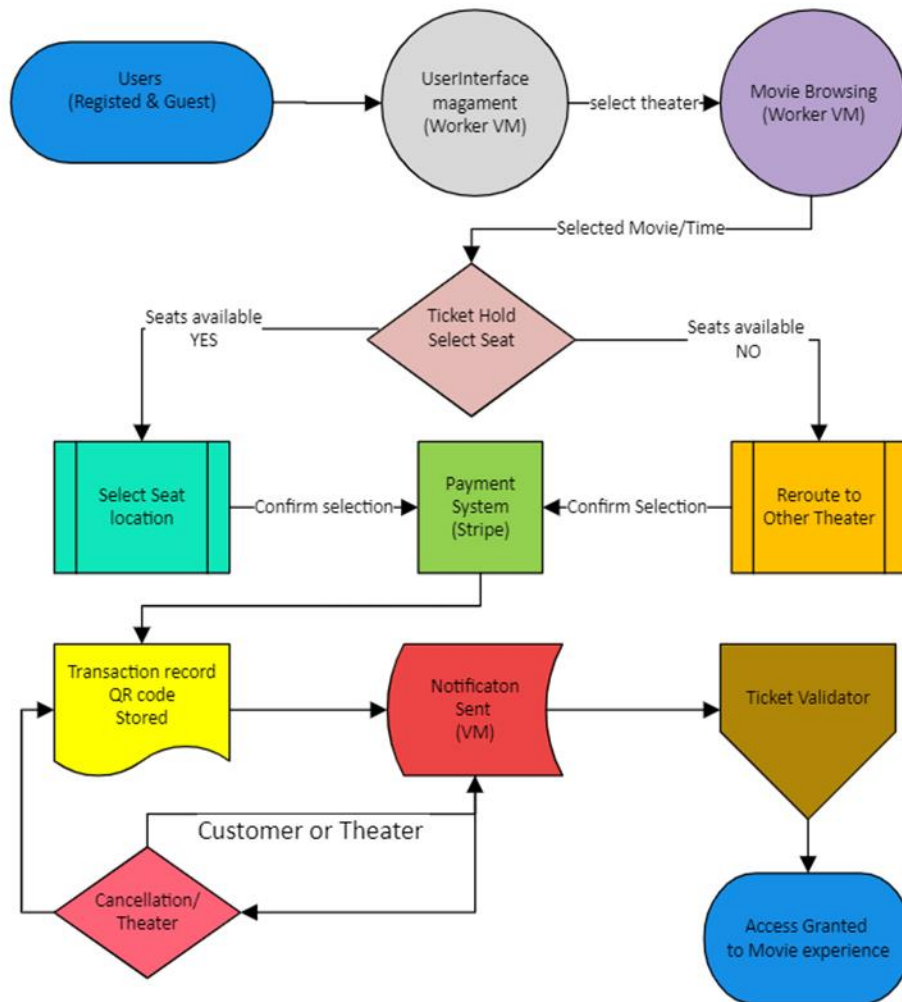 Users
(Registed & Guest)
UserInterface
magament
(Worker VM)
select theater
Movie Browsing
(Worker VM)
Selected Movie/Time
Ticket Hold
Select Seat
Seats available
YES
Seats available
NO
Select Seat
location
Confirm selection
Payment
System
(Stripe)
Confirm Selection
Reroute to
Other Theater
Transaction record
QR code
Stored
Notificaton
Sent
(VM)
Ticket Validator
Customer or Theater
Cancellation/
Theater
Access Granted
to Movie experience